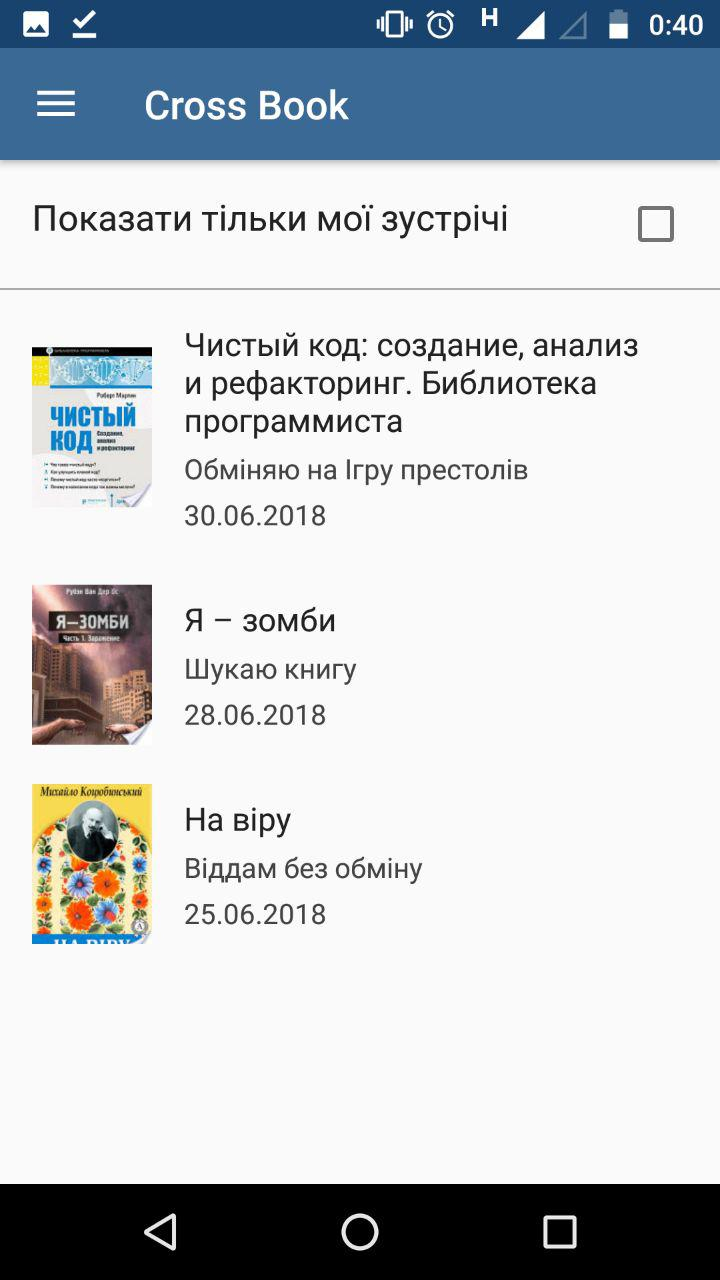 H 0:40
Cross Book
Показати тільки мої зустрічі
Чистый код: создание, анализ
и рефакторинг. Библиотека
программиста
Обміняю на Ігру престолів
30.06.2018
Роберт Мартин
ЧИСТЫЙ
КОД
Создание,
анализ
и рефакторинг
Я – зомби
Шукаю книгу
28.06.2018
Рубэн Ван Дер Ос
Я—ЗОМБИ
Часть 1. Заражение
На віру
Віддам без обміну
25.06.2018
Михайло Коцюбинський
НА ВІРУ